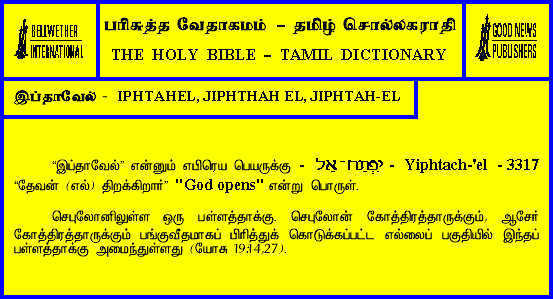 BELLWETHER
INTERNATIONAL
பரிசுத்த வேதாகமம் – தமிழ் சொல்லகராதி
THE HOLY BIBLE – TAMIL DICTIONARY
GOOD NEWS
PUBLISHERS
இப்தாவேல் - IPHTAHEL, JIPHTHAH EL, JIPHTAH-EL
“இப்தாவேல்” என்னும் எபிரெய பெயருக்கு - יִפְתַּח־אֵל - Yiphtach-'el - 3317
“தேவன் (எல்) திறக்கிறார்” "God opens" என்று பொருள்.
செபுலோனிலுள்ள ஒரு பள்ளத்தாக்கு. செபுலோன் கோத்திரத்தாருக்கும், ஆசேர்
கோத்திரத்தாருக்கும் பங்குவீதமாகப் பிரித்துக் கொடுக்கப்பட்ட எல்லைப் பகுதியில் இந்தப்
பள்ளத்தாக்கு அமைந்துள்ளது (யோசு 19:14,27).